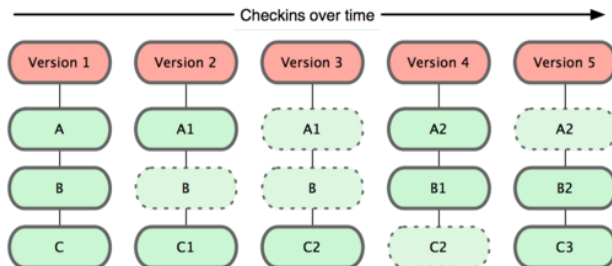 Checkins over time
Version 1 Version 2 Version 3 Version 4 Version 5
A A1 A1 A2 A2
B B B B1 B2
C C1 C2 C2 C3